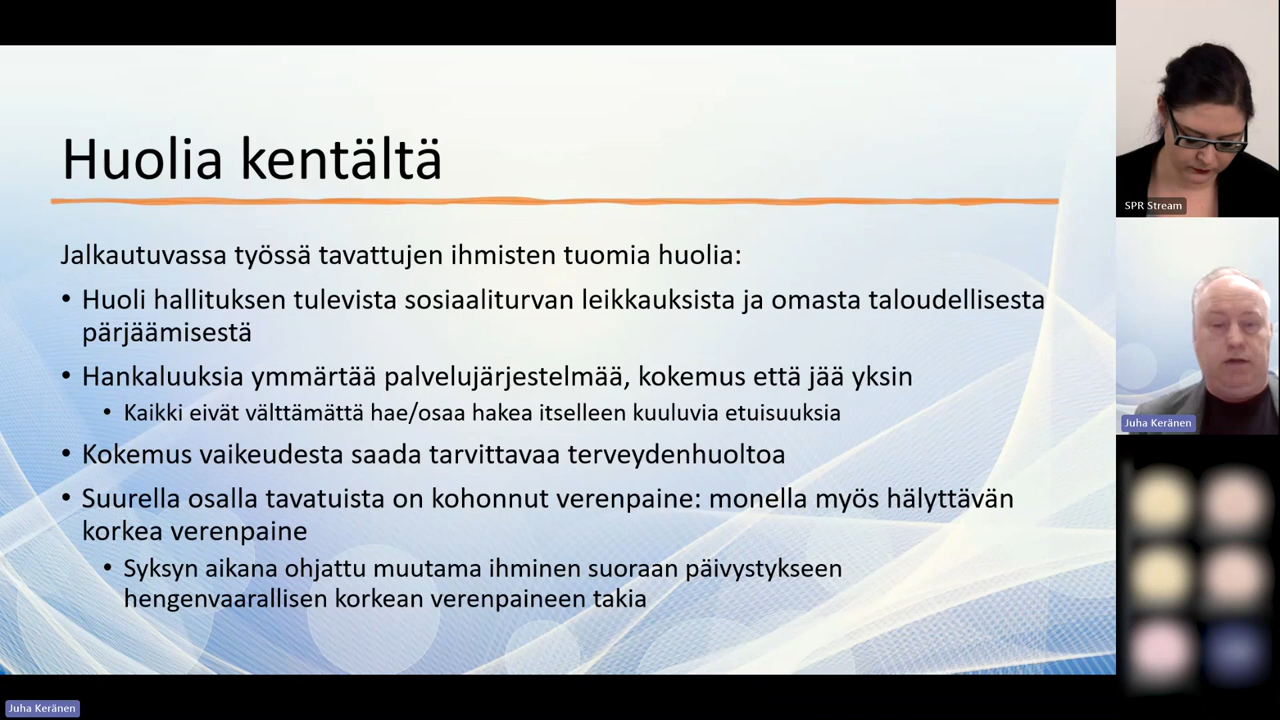 Huolia kentältä
Jalkautuvassa työssä tavattujen ihmisten tuomia huolia:
• Huoli hallituksen tulevista sosiaaliturvan leikkauksista ja omasta taloudellisesta
pärjäämisestä
• Hankaluuksia ymmärtää palvelujärjestelmää, kokemus että jää yksin
• Kaikki eivät välttämättä hae/osaa hakea itselleen kuuluvia etuisuuksia
• Kokemus vaikeudesta saada tarvittavaa terveydenhuoltoa
• Suurella osalla tavatuista on kohonnut verenpaine: monella myös hälyttävän
korkea verenpaine
• Syksyn aikana ohjattu muutama ihminen suoraan päivystykseen
hengenvaarallisen korkean verenpaineen takia
SPR Stream
Juha Keränen
Juha Keränen